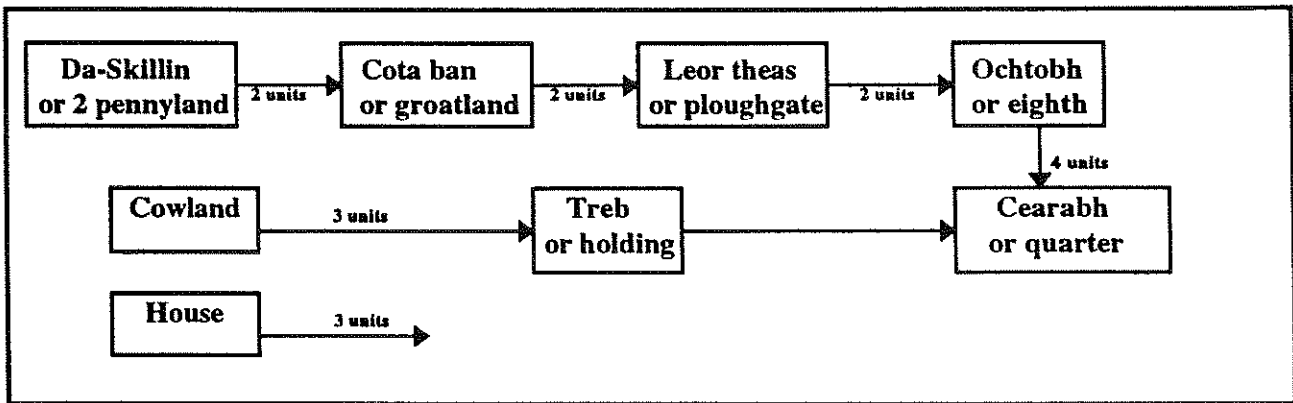 Da-Skillin
or 2 pennyland
2 units
Cota ban
or groatland
2 units
Leor theas
or ploughgate
2 units
Ochtobh
or eighth
4 units
Cowland
3 units
Treb
or holding
Cearabh
or quarter
House
3 units